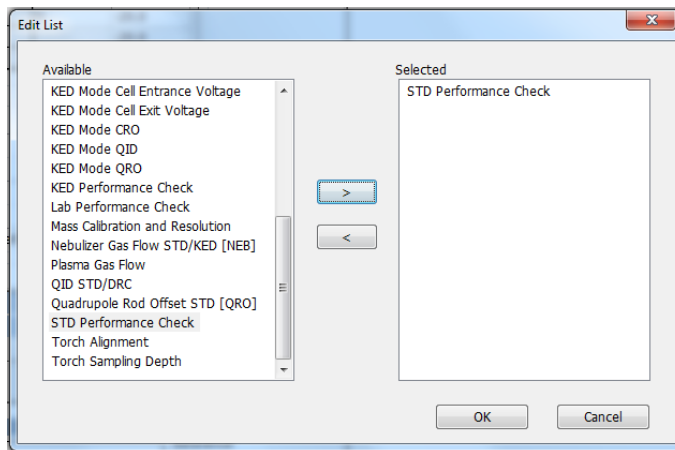 Edit List
Available
KED Mode Cell Entrance Voltage
KED Mode Cell Exit Voltage
KED Mode CRO
KED Mode QID
KED Mode QRO
KED Performance Check
Lab Performance Check
Mass Calibration and Resolution
Nebulizer Gas Flow STD/KED [NEB]
Plasma Gas Flow
QID STD/DRC
Quadrupole Rod Offset STD [QRO]
STD Performance Check
Torch Alignment
Torch Sampling Depth
>
<
Selected
STD Performance Check
OK
Cancel